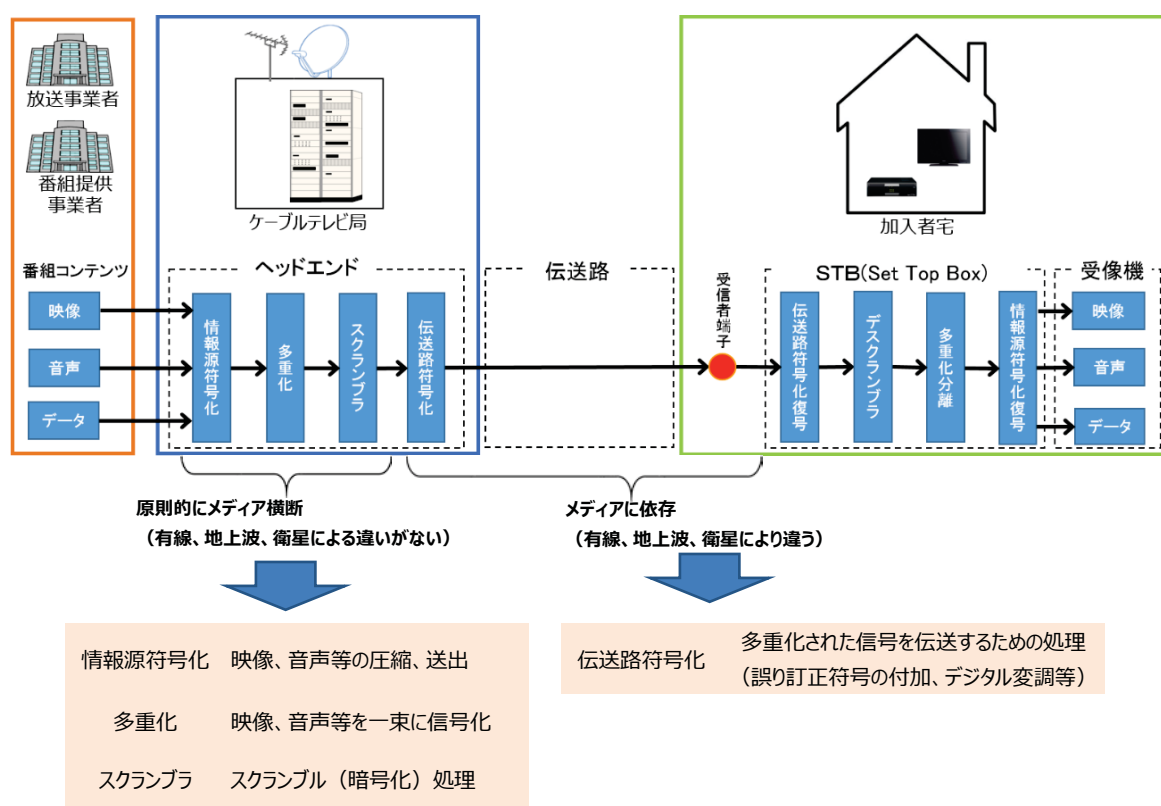 放送事業者
番組提供
事業者
ケーブルテレビ局
加入者宅
番組コンテンツ
映像
音声
データ
ヘッドエンド
情報源符号化
多重化
スクランブラ
伝送路符号化
伝送路
受信者端子
STB(Set Top Box)
伝送路符号化復号
デスクランブラ
多重化分離
情報源符号化復号
受像機
映像
音声
データ
原則的にメディア横断
（有線、地上波、衛星による違いがない）
メディアに依存
（有線、地上波、衛星により違う）
情報源符号化　映像、音声等の圧縮、送出
多重化　映像、音声等を一束に信号化
スクランブラ　スクランブル（暗号化）処理
伝送路符号化　多重化された信号を伝送するための処理
（誤り訂正符号の付加、デジタル変調等）